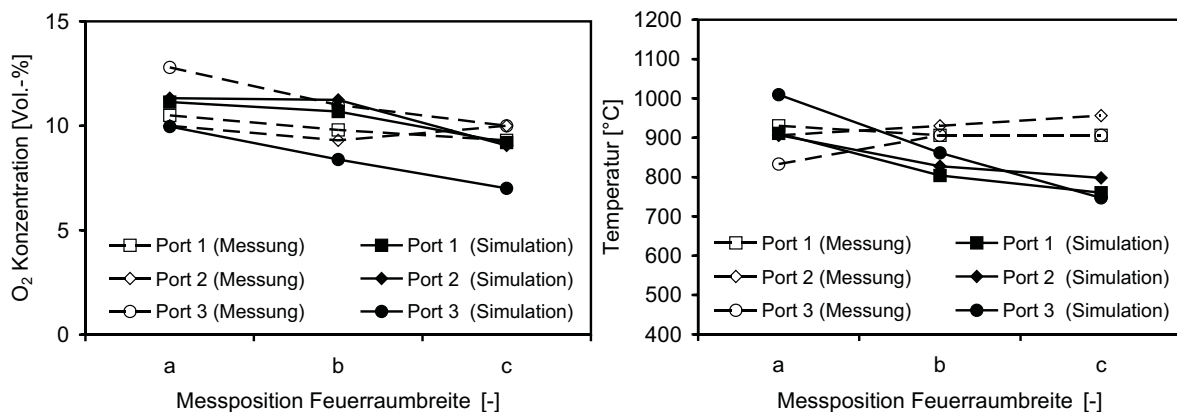 O₂ Konzentration [Vol.-%]
15
10
5
0
Port 1 (Messung)
Port 1 (Simulation)
Port 2 (Messung)
Port 2 (Simulation)
Port 3 (Messung)
Port 3 (Simulation)
a
b
c
Messposition Feuerraumbreite [-]
Temperatur [°C]
1200
1100
1000
900
800
700
600
500
400
Port 1 (Messung)
Port 1 (Simulation)
Port 2 (Messung)
Port 2 (Simulation)
Port 3 (Messung)
Port 3 (Simulation)
a
b
c
Messposition Feuerraumbreite [-]